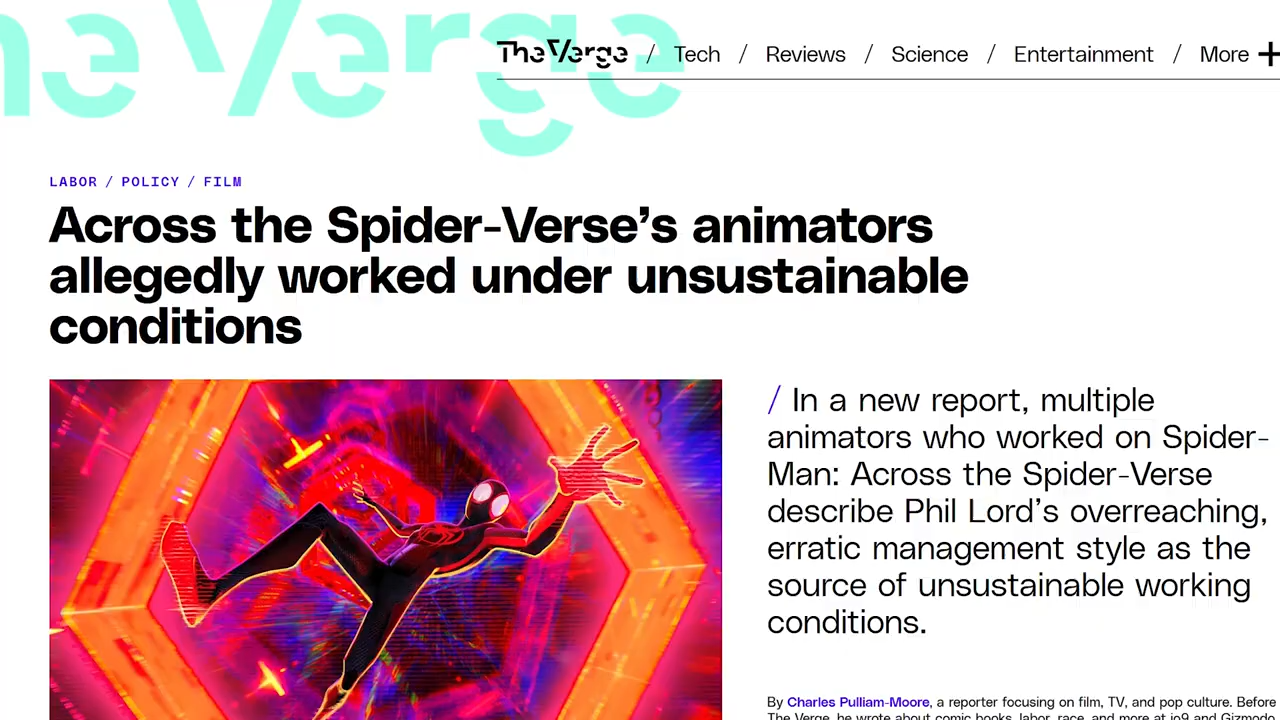 The Verge
The Verge / Tech / Reviews / Science / Entertainment / More +
LABOR / POLICY / FILM
Across the Spider-Verse’s animators
allegedly worked under unsustainable
conditions
/ In a new report, multiple
animators who worked on Spider-
Man: Across the Spider-Verse
describe Phil Lord’s overreaching,
erratic management style as the
source of unsustainable working
conditions.
By Charles Pulliam-Moore, a reporter focusing on film, TV, and pop culture. Before
The Verge, he wrote about comic books, labor, race, and more at io9 and Gizmodo